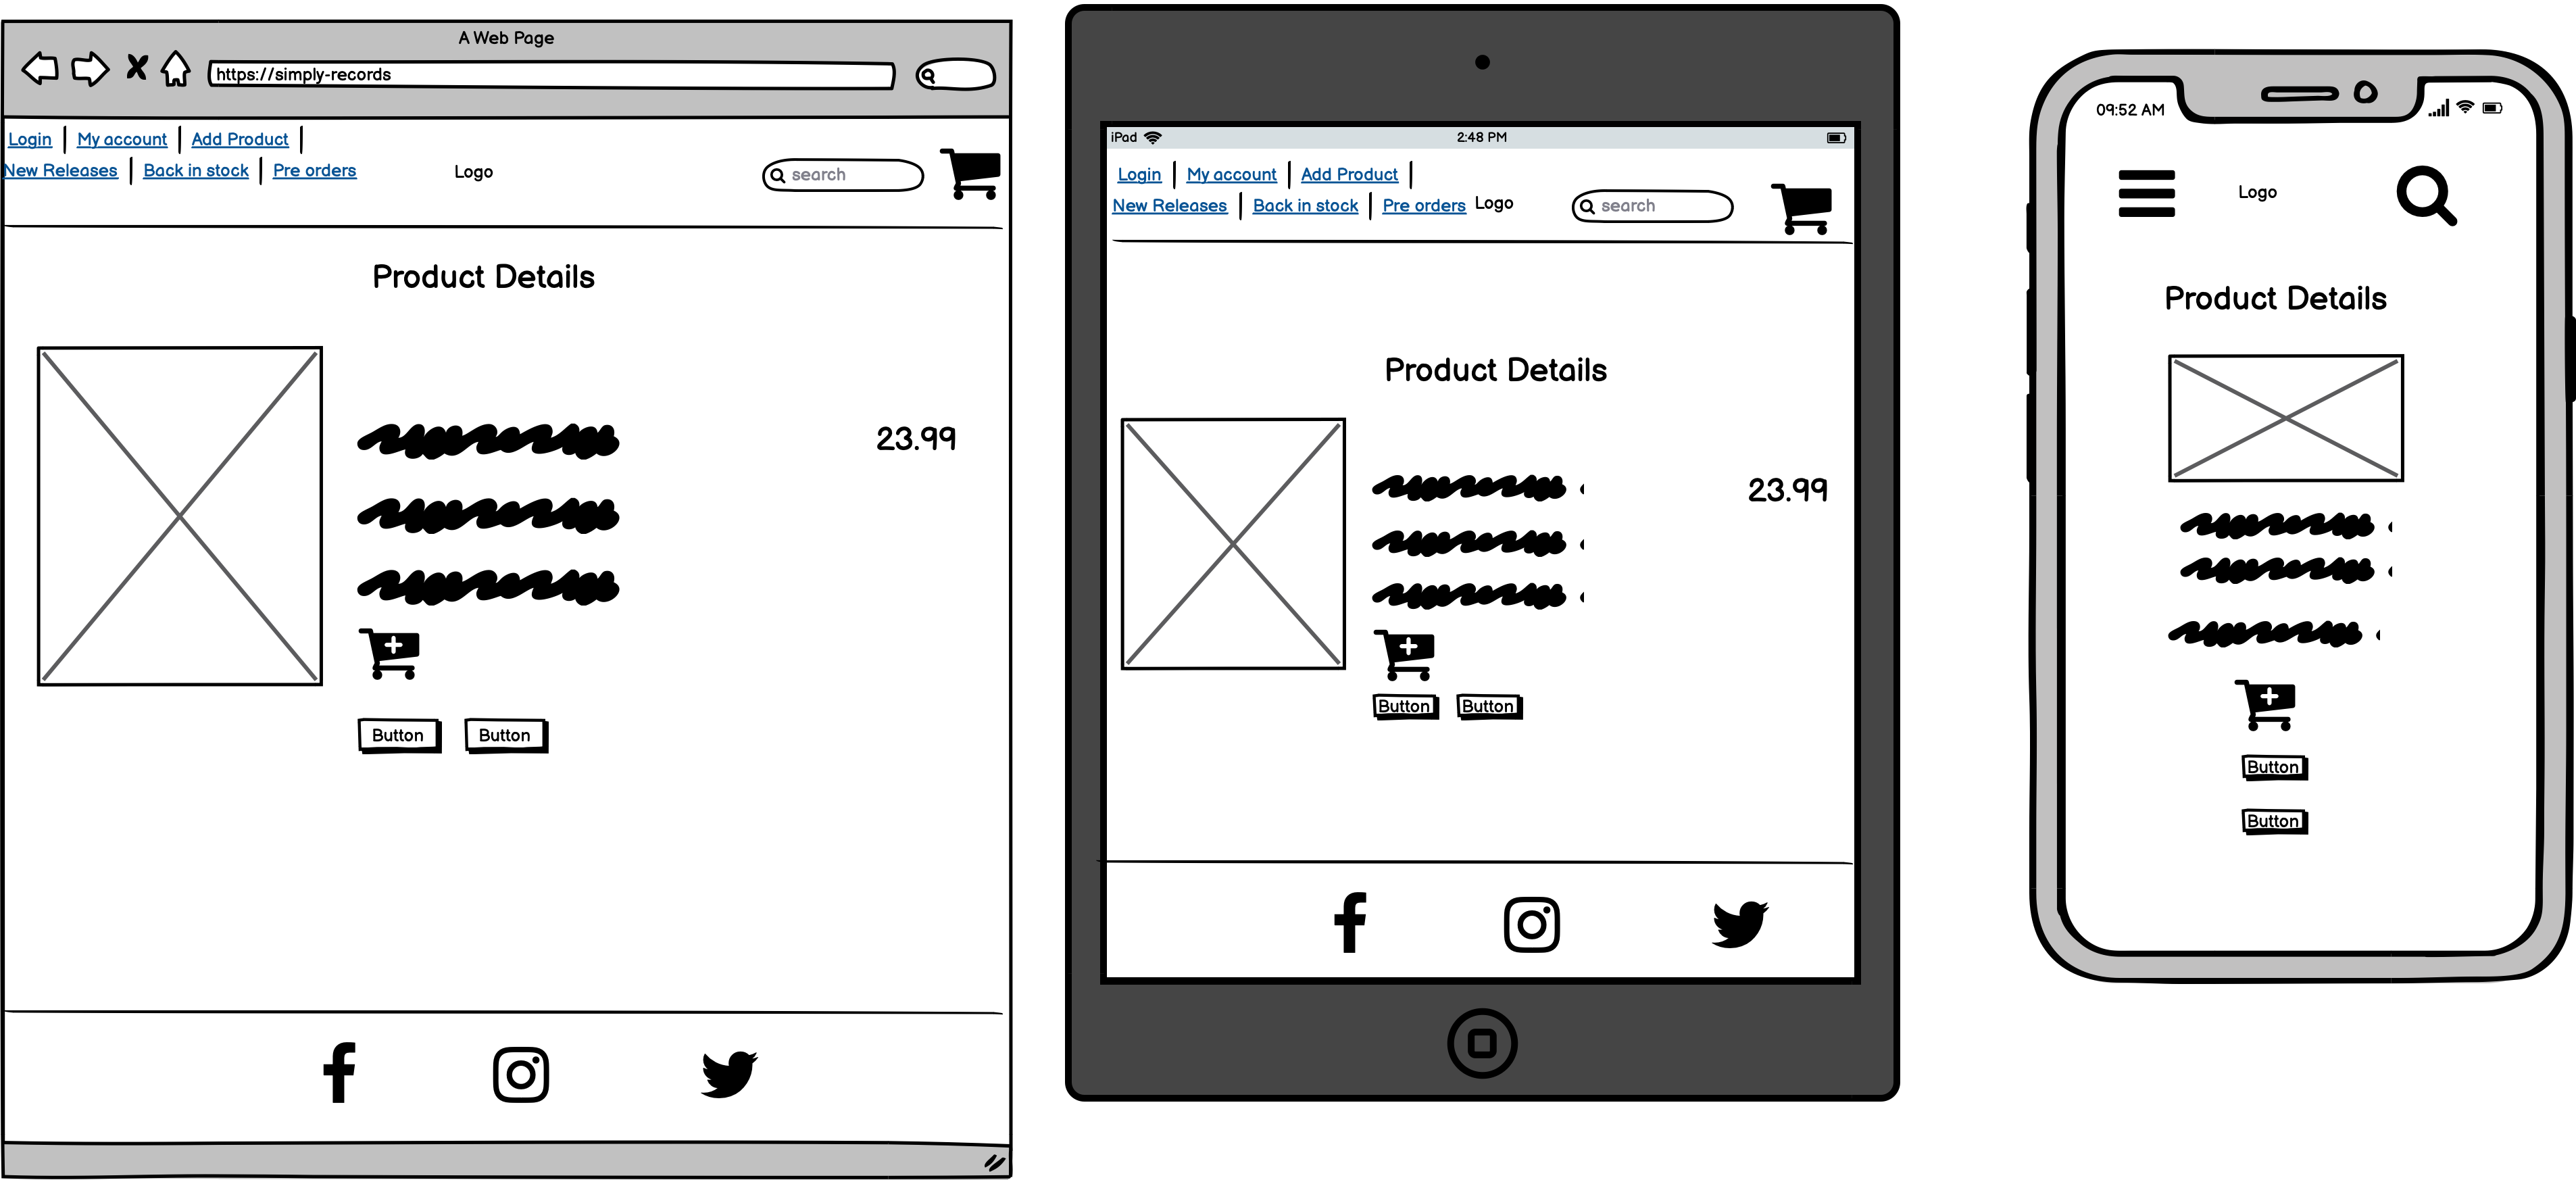 A Web Page
https://simply-records
Login My account Add Product
New Releases Back in stock Pre orders Logo search
Product Details
23.99
Button Button
iPad 2:48 PM
Login My account Add Product
New Releases Back in stock Pre orders Logo search
Product Details
23.99
Button Button
09:52 AM
Logo
Product Details
Button
Button